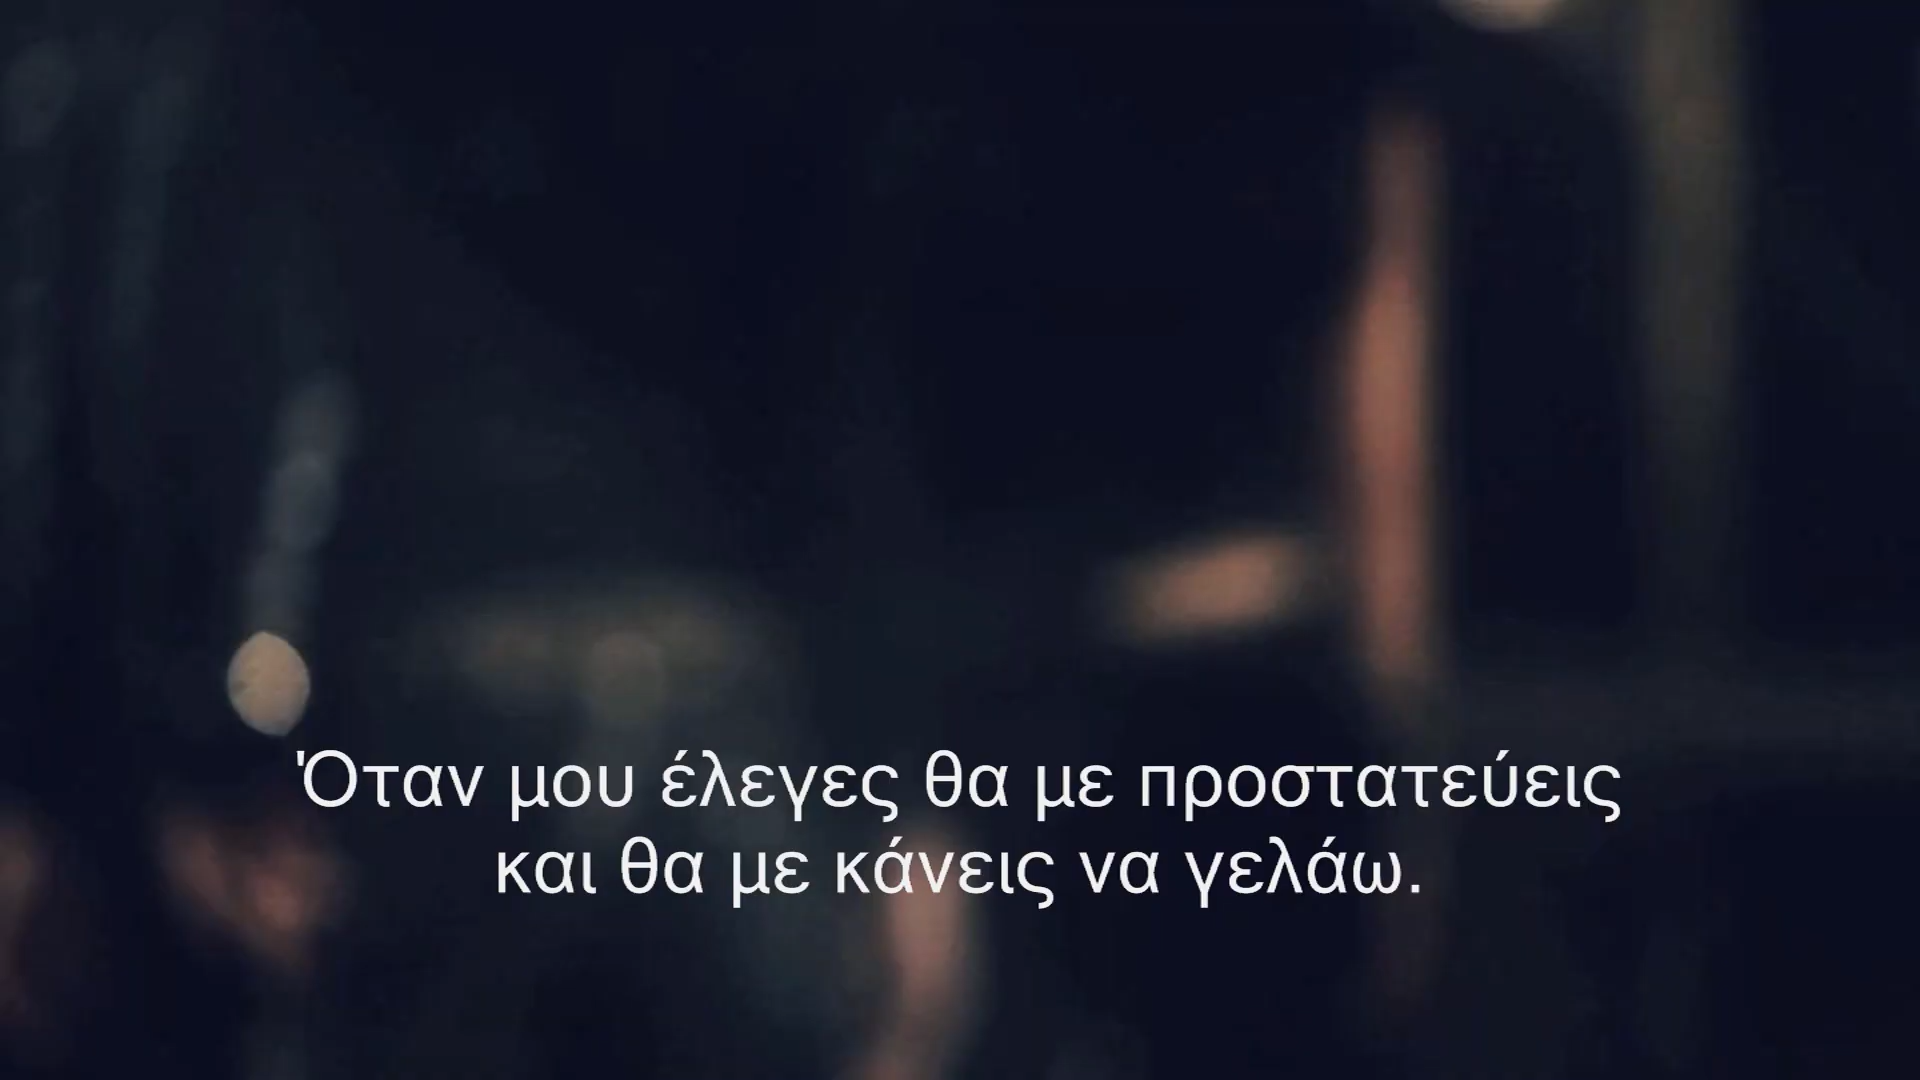 Όταν μου έλεγες θα με προστατεύεις
και θα με κάνεις να γελάω.